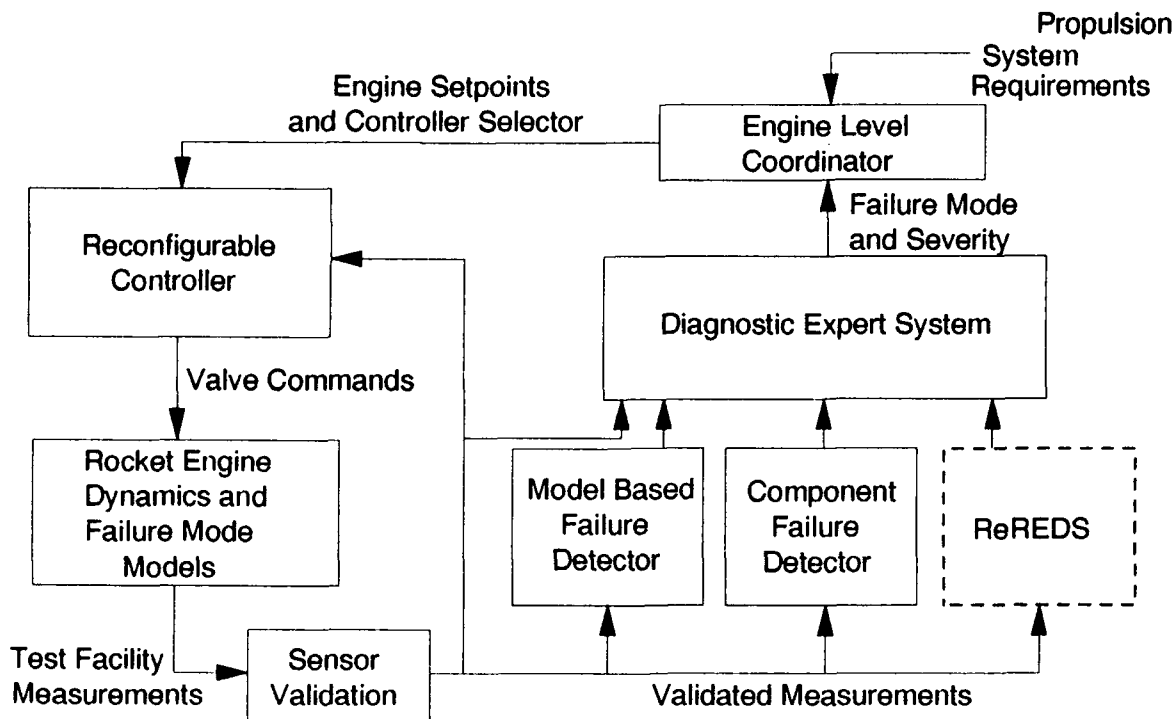 Propulsion
System
Requirements
Engine Setpoints
and Controller Selector
Engine Level
Coordinator
Failure Mode
and Severity
Reconfigurable
Controller
Diagnostic Expert System
Valve Commands
Rocket Engine
Dynamics and
Failure Mode
Models
Model Based
Failure
Detector
Component
Failure
Detector
ReREDS
Test Facility
Measurements
Sensor
Validation
Validated Measurements